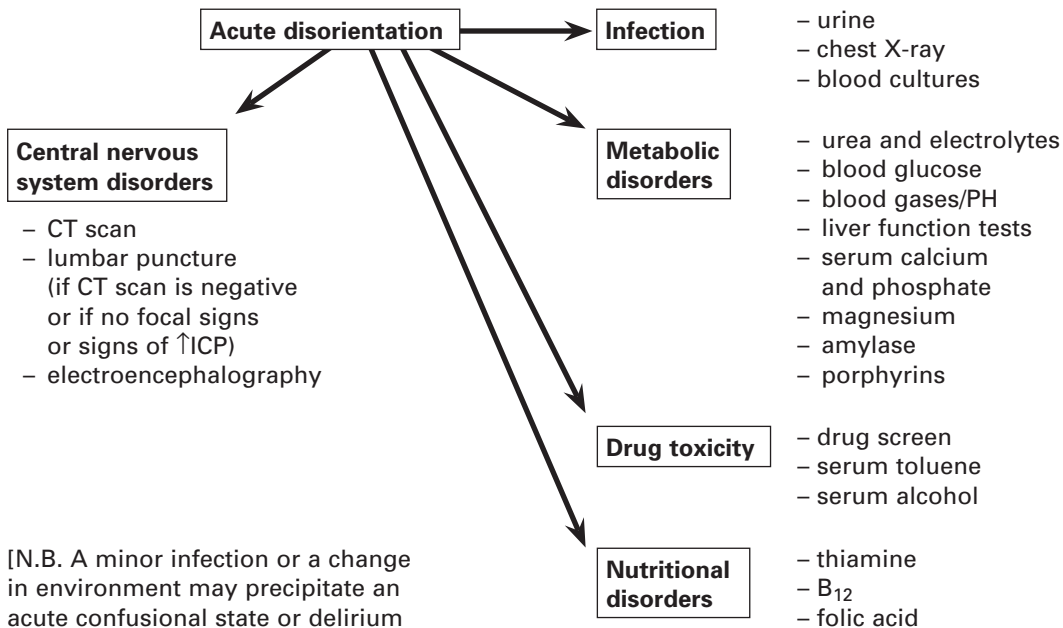 Acute disorientation
Infection
– urine
– chest X-ray
– blood cultures
Central nervous
system disorders
– CT scan
– lumbar puncture
(if CT scan is negative
or if no focal signs
or signs of ↑ICP)
– electroencephalography
Metabolic
disorders
– urea and electrolytes
– blood glucose
– blood gases/PH
– liver function tests
– serum calcium
and phosphate
– magnesium
– amylase
– porphyrins
Drug toxicity
– drug screen
– serum toluene
– serum alcohol
Nutritional
disorders
– thiamine
– B₁₂
– folic acid
[N.B. A minor infection or a change
in environment may precipitate an
acute confusional state or delirium